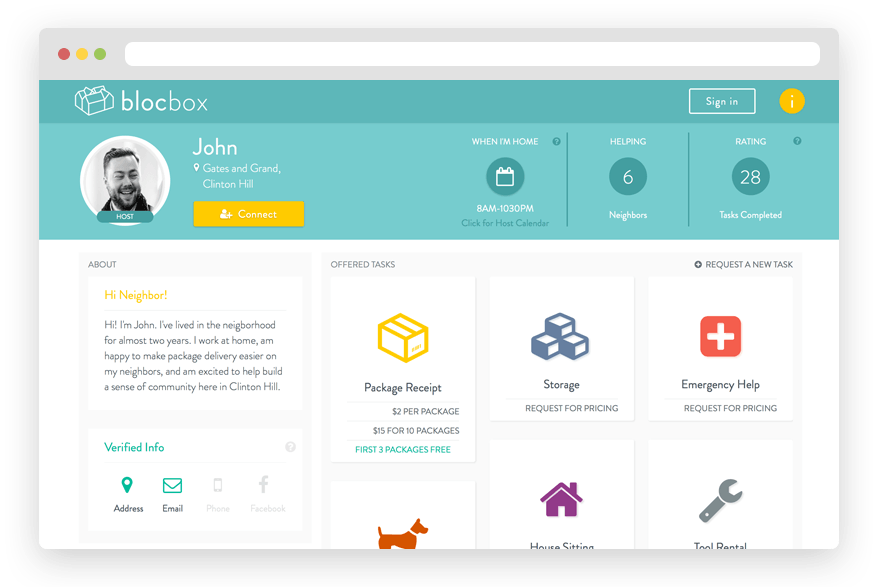 blocbox
Sign in
i
John
Gates and Grand,
Clinton Hill
Connect
HOST
WHEN I'M HOME ?
8AM-1030PM
Click for Host Calendar
HELPING
6
Neighbors
RATING ?
28
Tasks Completed
ABOUT
Hi Neighbor!
Hi! I'm John. I've lived in the neigborhood
for almost two years. I work at home, am
happy to make package delivery easier on
my neighbors, and am excited to help build
a sense of community here in Clinton Hill.
Verified Info ?
Address Email Phone Facebook
OFFERED TASKS
REQUEST A NEW TASK
Package Receipt
$2 PER PACKAGE
$15 FOR 10 PACKAGES
FIRST 3 PACKAGES FREE
Storage
REQUEST FOR PRICING
Emergency Help
REQUEST FOR PRICING
House Sitting
Tool Rental